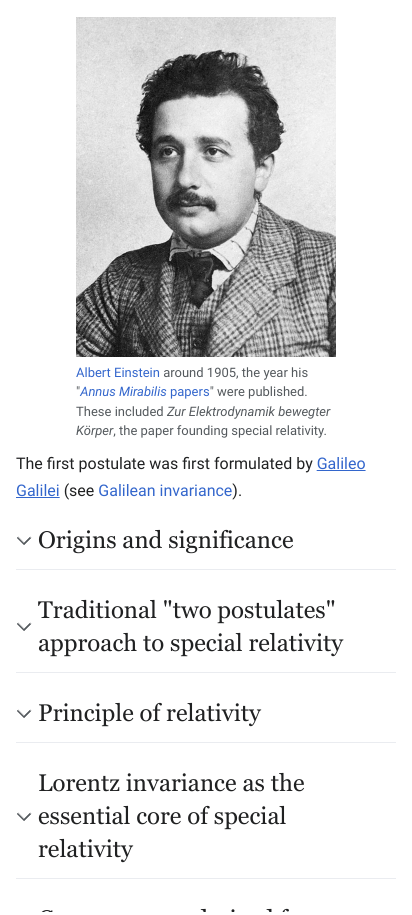 Albert Einstein around 1905, the year his
"Annus Mirabilis papers" were published.
These included Zur Elektrodynamik bewegter
Körper, the paper founding special relativity.
The first postulate was first formulated by Galileo
Galilei (see Galilean invariance).
Origins and significance
Traditional "two postulates"
approach to special relativity
Principle of relativity
Lorentz invariance as the
essential core of special
relativity